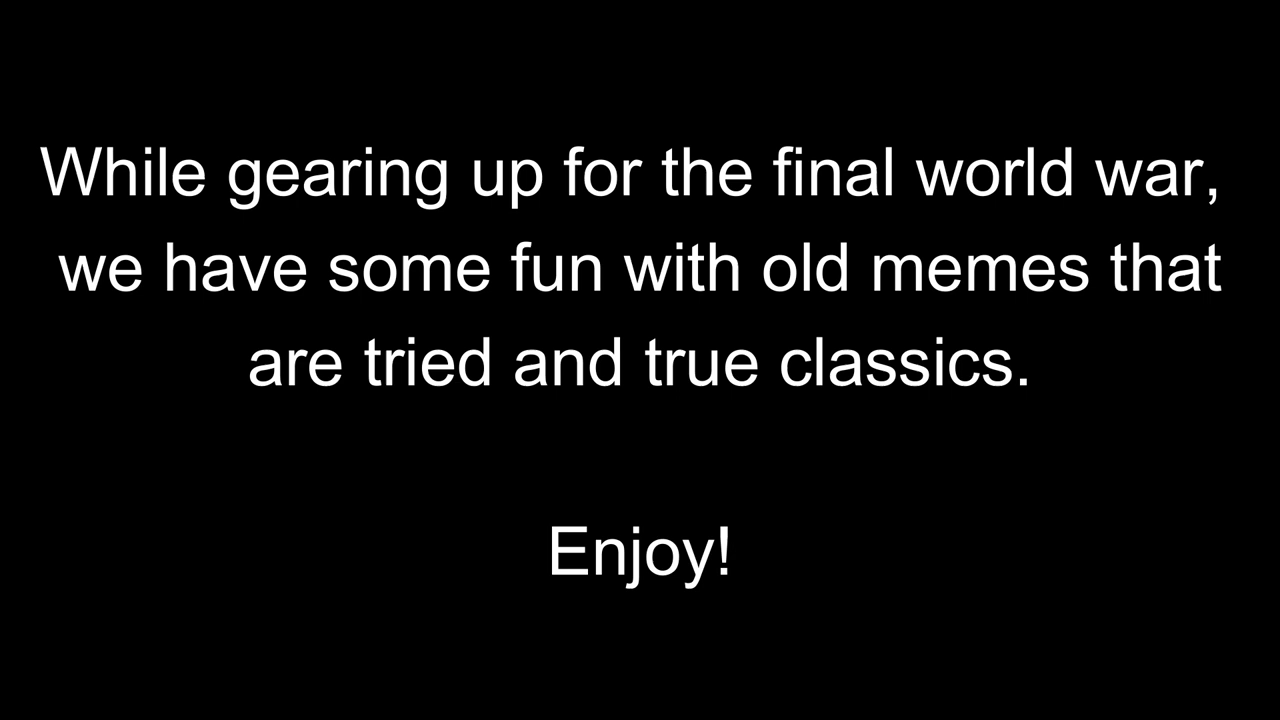 While gearing up for the final world war,
we have some fun with old memes that
are tried and true classics.
Enjoy!